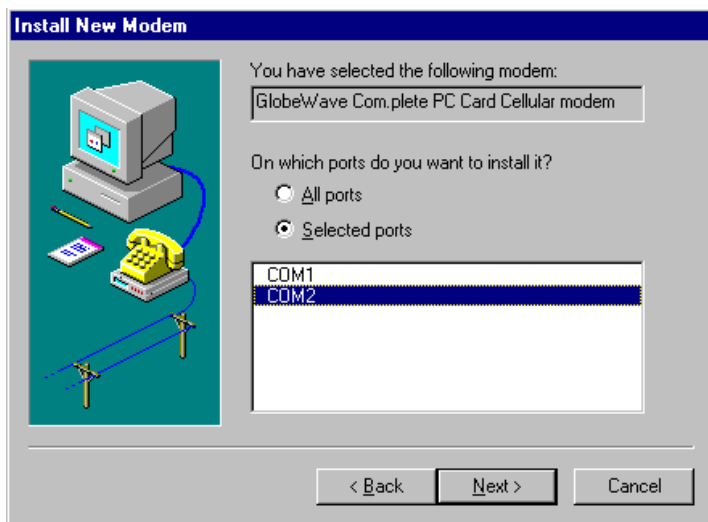 Install New Modem
You have selected the following modem:
GlobeWave Com.plete PC Card Cellular modem
On which ports do you want to install it?
All ports
Selected ports
COM1
COM2
< Back
Next >
Cancel